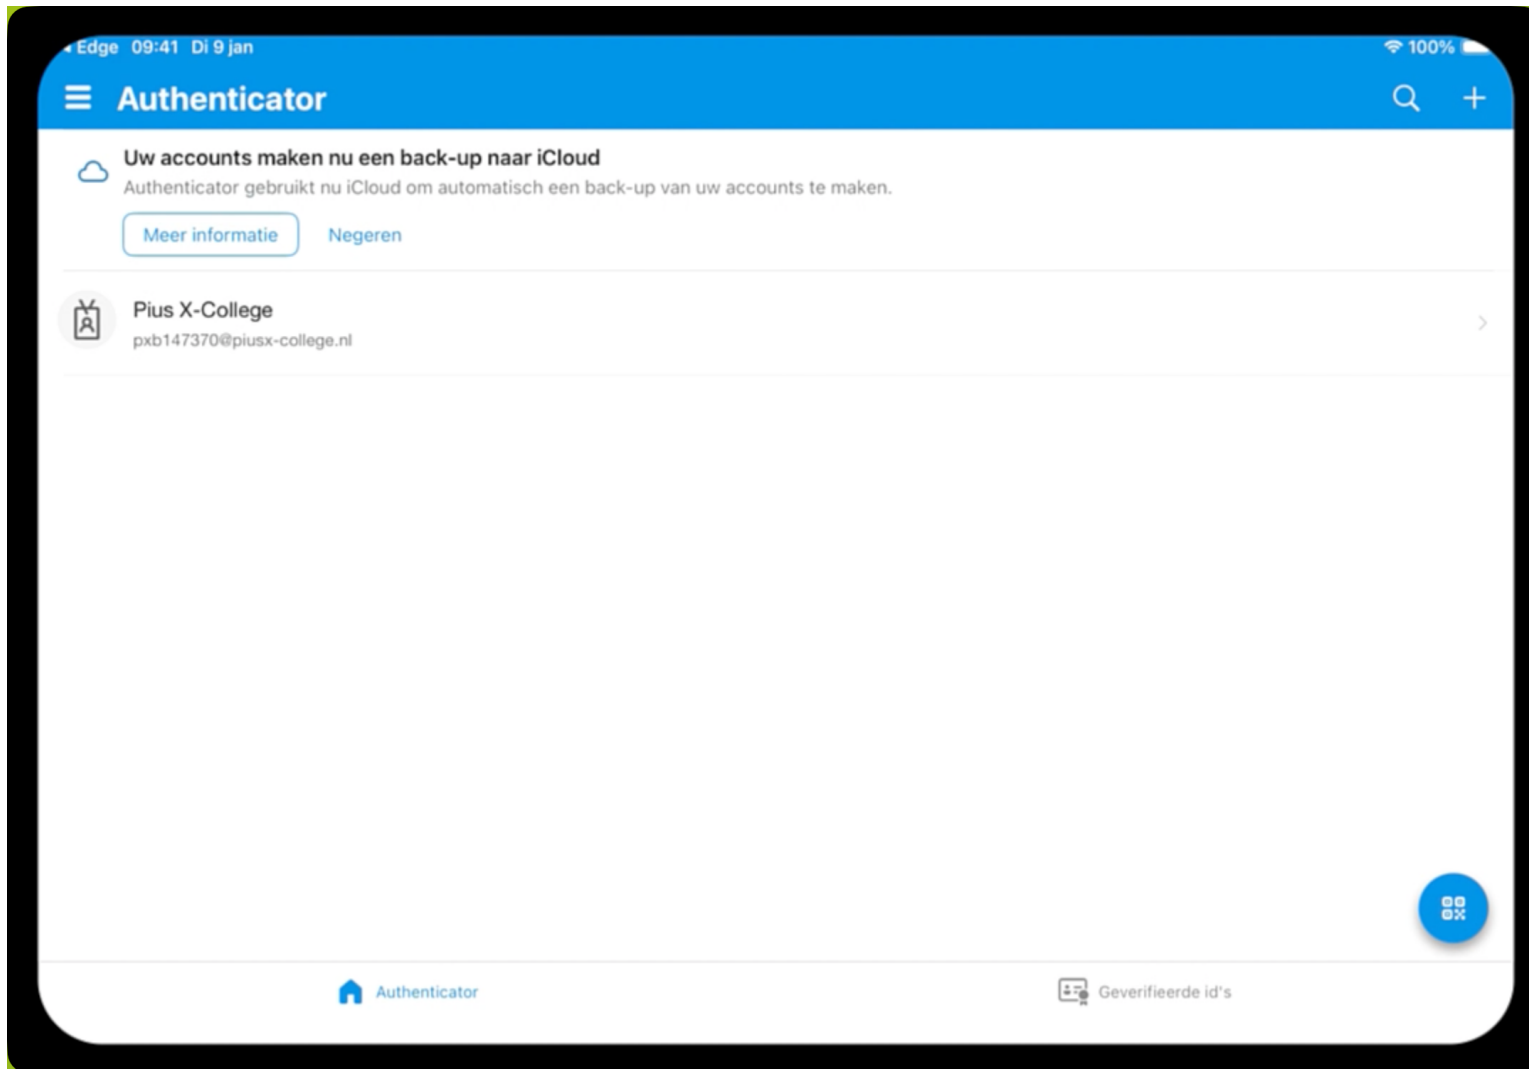 Edge 09:41 Di 9 jan
100%
Authenticator
Uw accounts maken nu een back-up naar iCloud
Authenticator gebruikt nu iCloud om automatisch een back-up van uw accounts te maken.
Meer informatie Negeren
Pius X-College
pxb147370@piusx-college.nl
Authenticator
Geverifieerde id's